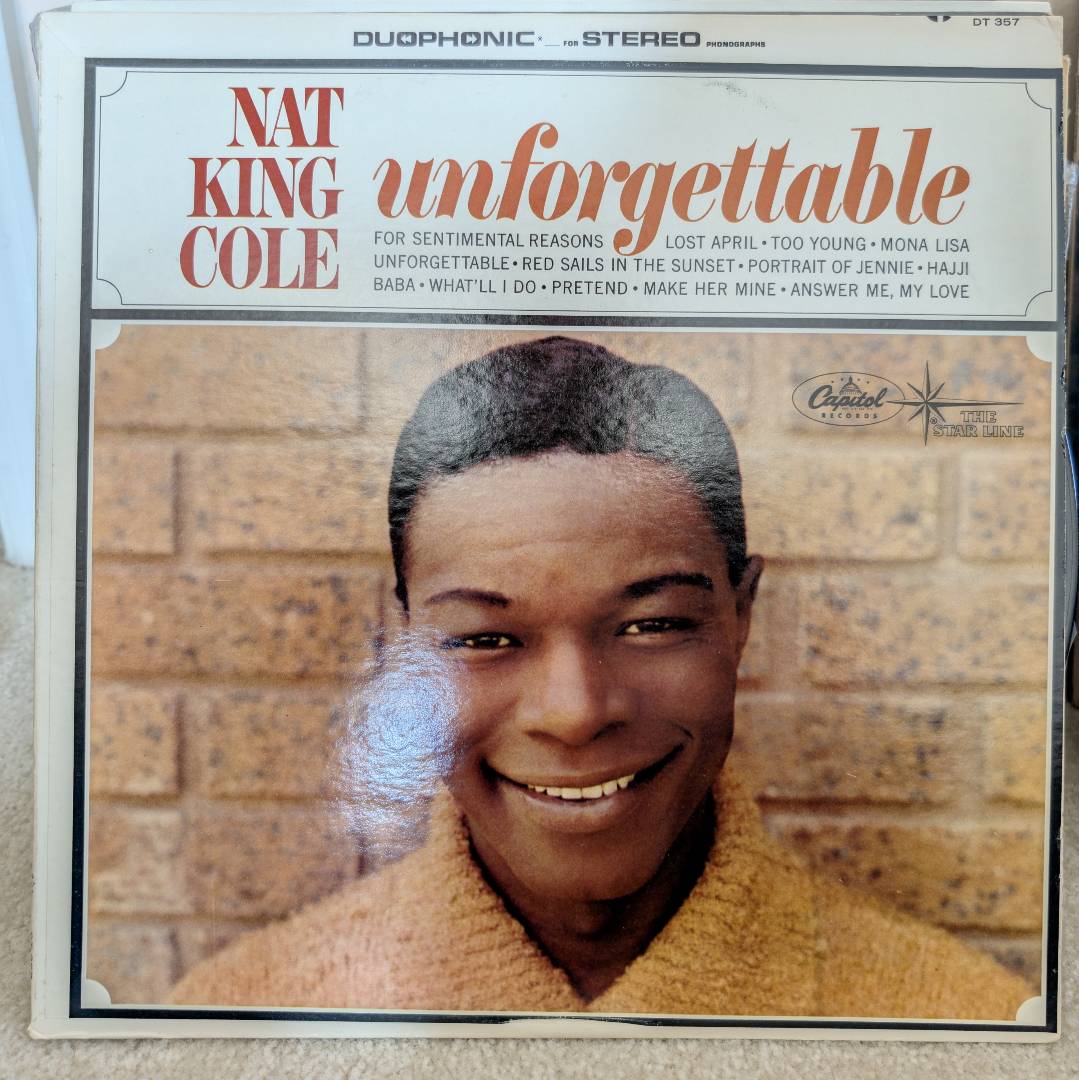 DUOPHONIC* __ FOR STEREO PHONOGRAPHS
DT 357
NAT
KING
COLE
unforgettable
FOR SENTIMENTAL REASONS LOST APRIL • TOO YOUNG • MONA LISA
UNFORGETTABLE • RED SAILS IN THE SUNSET • PORTRAIT OF JENNIE • HAJJI
BABA • WHAT'LL I DO • PRETEND • MAKE HER MINE • ANSWER ME, MY LOVE
Capitol
RECORDS
®
THE
STAR LINE